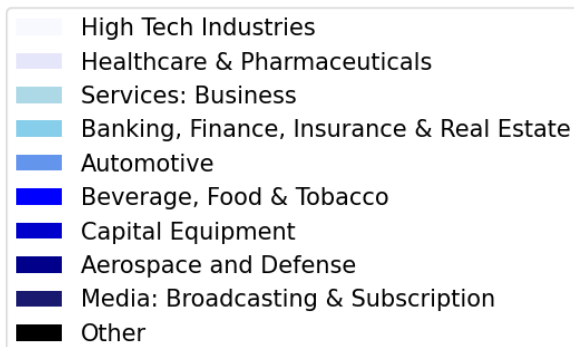 High Tech Industries
Healthcare & Pharmaceuticals
Services: Business
Banking, Finance, Insurance & Real Estate
Automotive
Beverage, Food & Tobacco
Capital Equipment
Aerospace and Defense
Media: Broadcasting & Subscription
Other